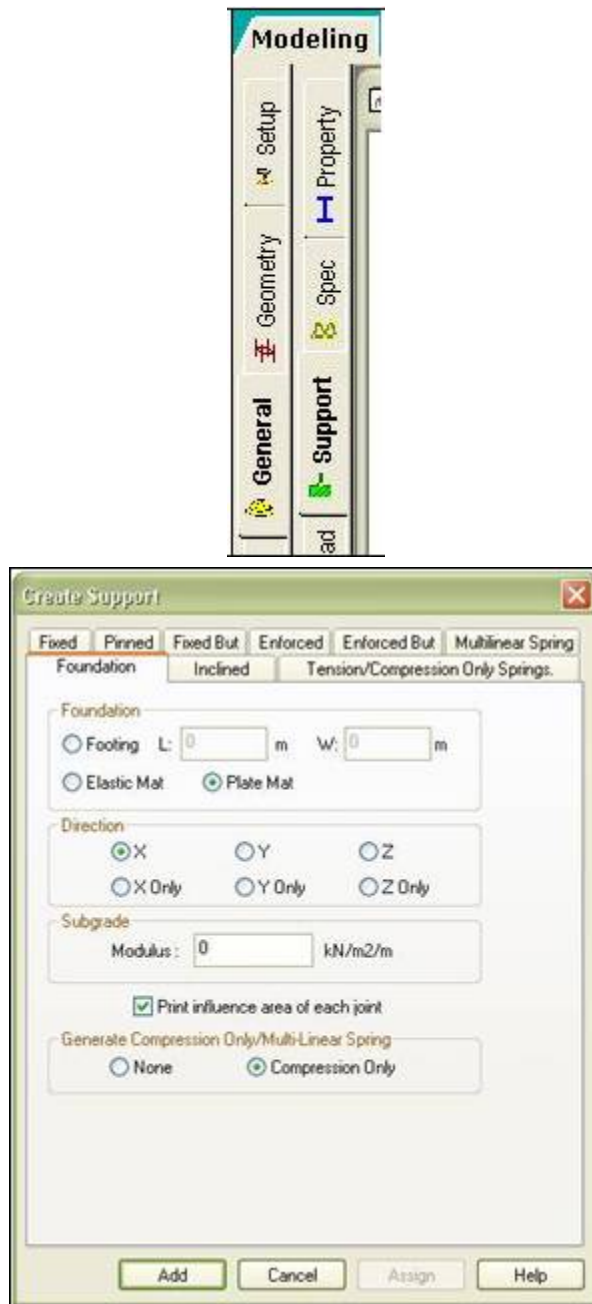 Modeling
Setup
Geometry
General
Property
Spec
Support
ad
Create Support
Fixed Pinned Fixed But Enforced Enforced But Multilinear Spring
Foundation Inclined Tension/Compression Only Springs.
Foundation
Footing L: 0 m W: 0 m
Elastic Mat Plate Mat
Direction
X Y Z
X Only Y Only Z Only
Subgrade
Modulus : 0 kN/m2/m
Print influence area of each joint
Generate Compression Only/Multi-Linear Spring
None Compression Only
Add Cancel Assign Help